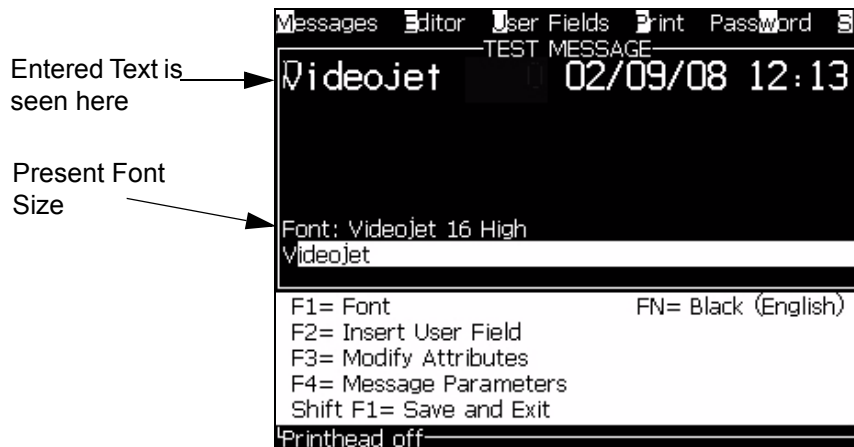 Messages Editor User Fields Print Password S
TEST MESSAGE
Entered Text is
seen here
Videojet 0 02/09/08 12:13
Present Font
Size
Font: Videojet 16 High
Videojet
F1= Font FN= Black (English)
F2= Insert User Field
F3= Modify Attributes
F4= Message Parameters
Shift F1= Save and Exit
Printhead off